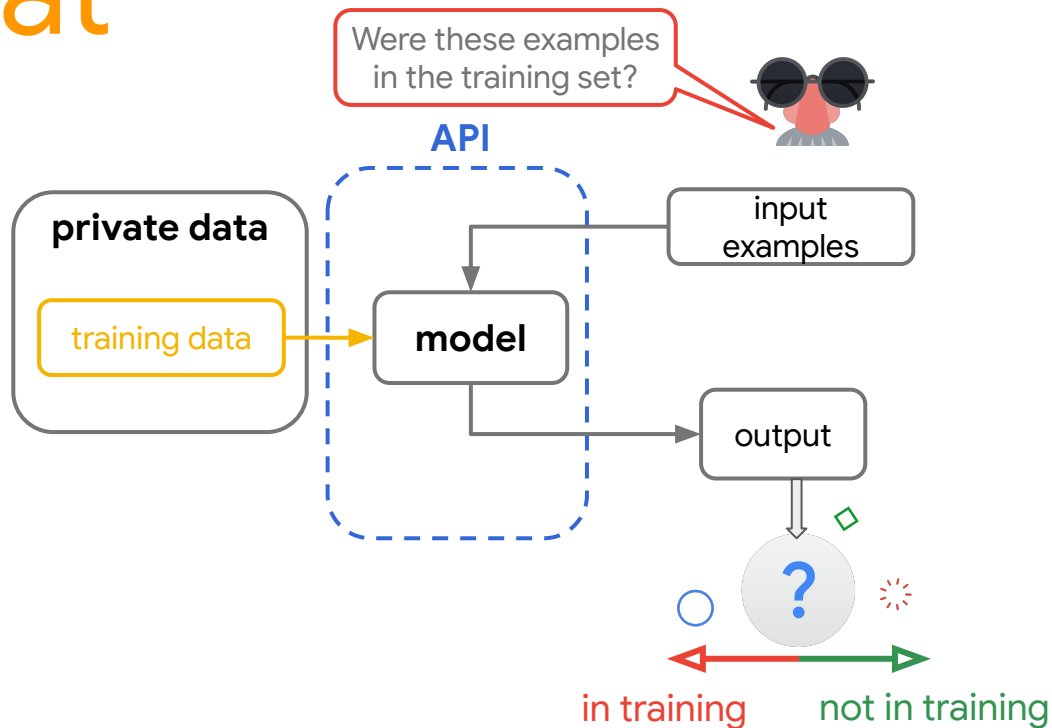 at
Were these examples
in the training set?
API
private data
input
examples
training data
model
output
?
in training
not in training